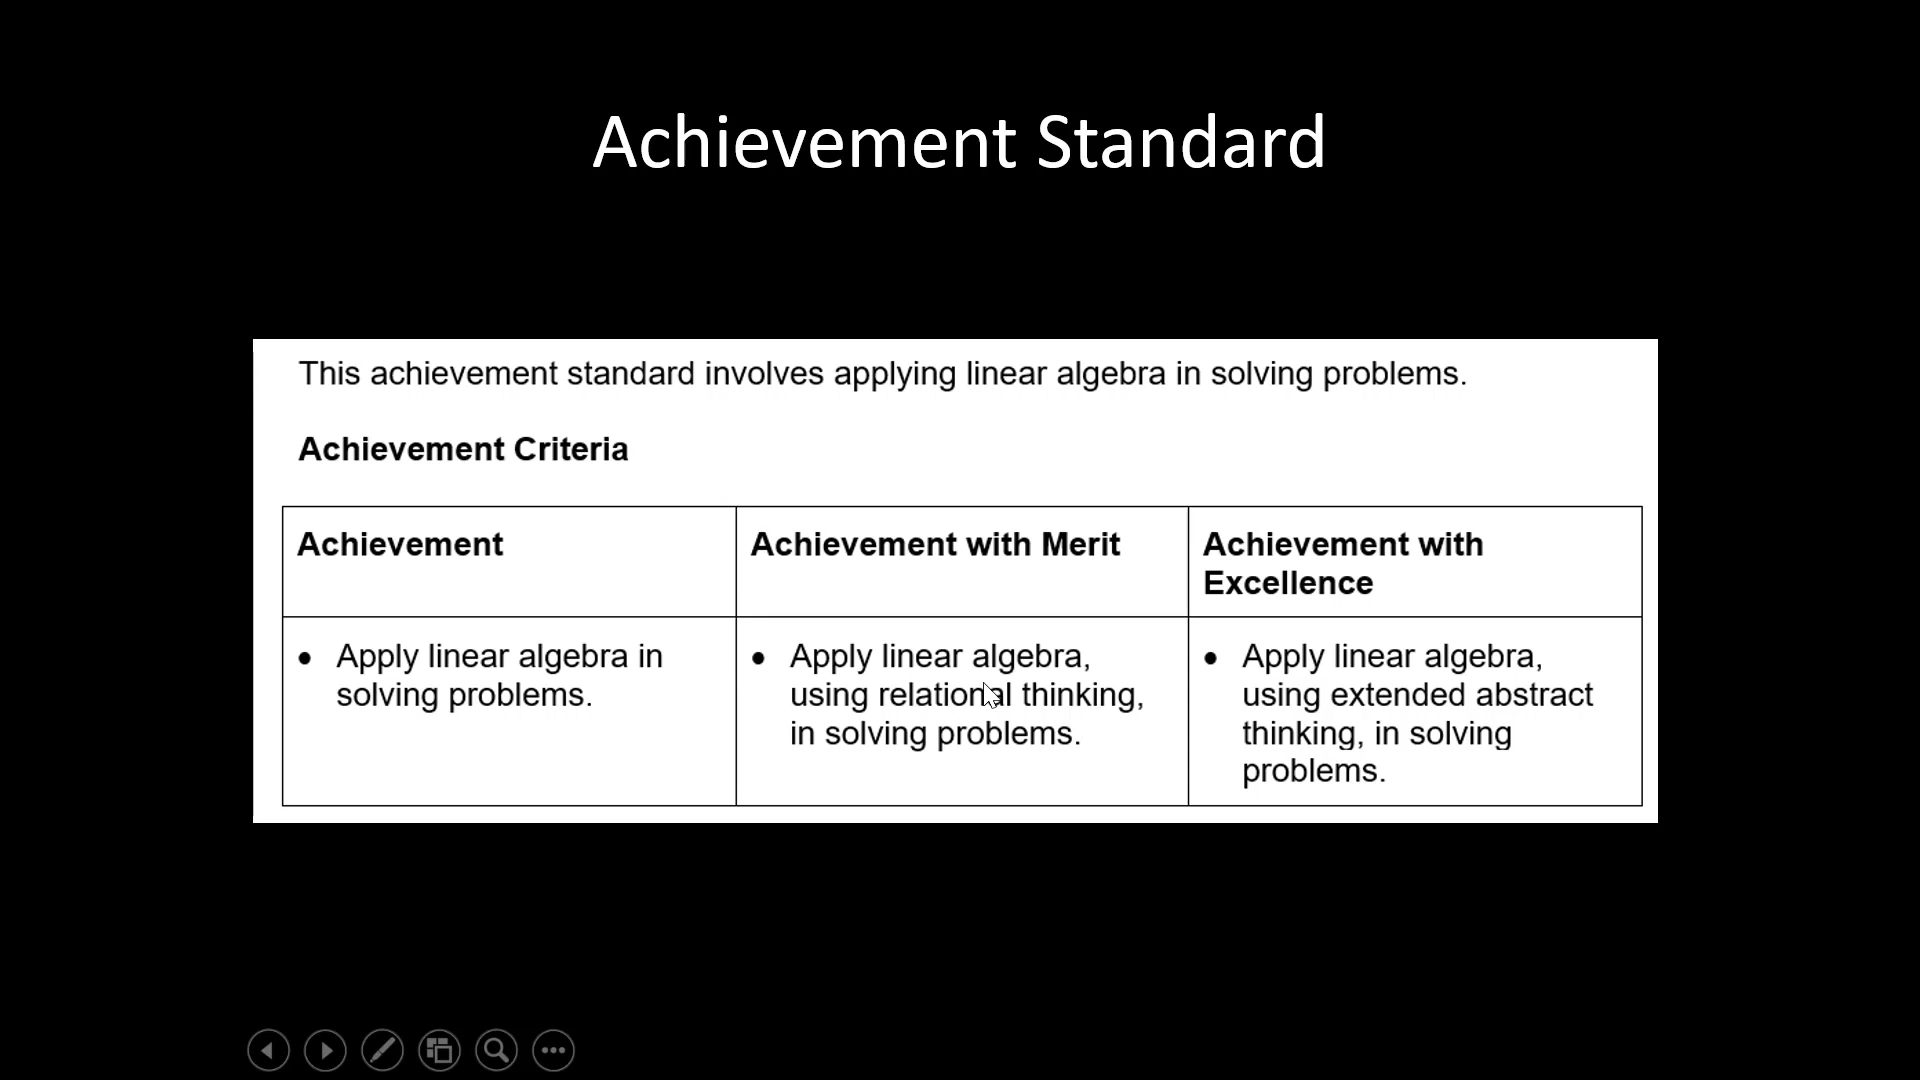 Achievement Standard
This achievement standard involves applying linear algebra in solving problems.
Achievement Criteria
Achievement
Achievement with Merit
Achievement with
Excellence
• Apply linear algebra in
solving problems.
• Apply linear algebra,
using relational thinking,
in solving problems.
• Apply linear algebra,
using extended abstract
thinking, in solving
problems.